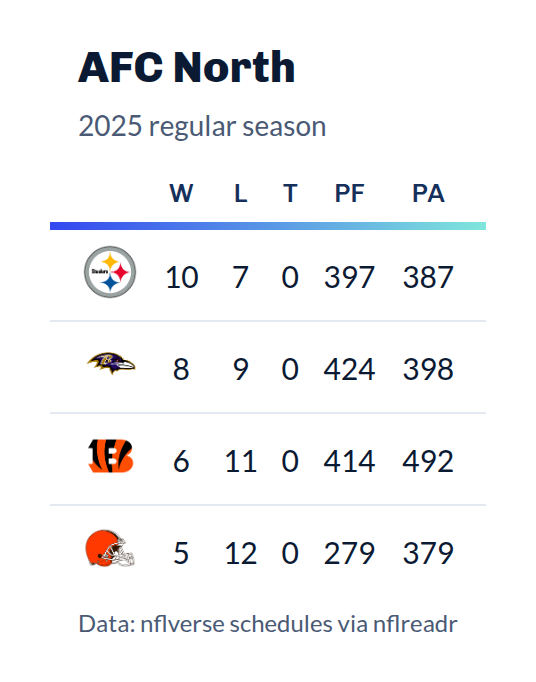 AFC North
2025 regular season
W L T PF PA
Steelers 10 7 0 397 387
8 9 0 424 398
6 11 0 414 492
5 12 0 279 379
Data: nflverse schedules via nflreadr